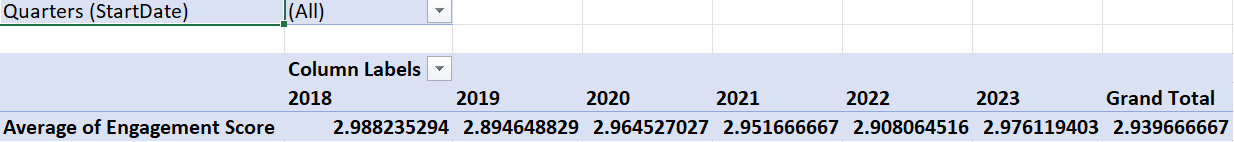 Quarters (StartDate) (All)
Column Labels
2018 2019 2020 2021 2022 2023 Grand Total
Average of Engagement Score 2.988235294 2.894648829 2.964527027 2.951666667 2.908064516 2.976119403 2.939666667